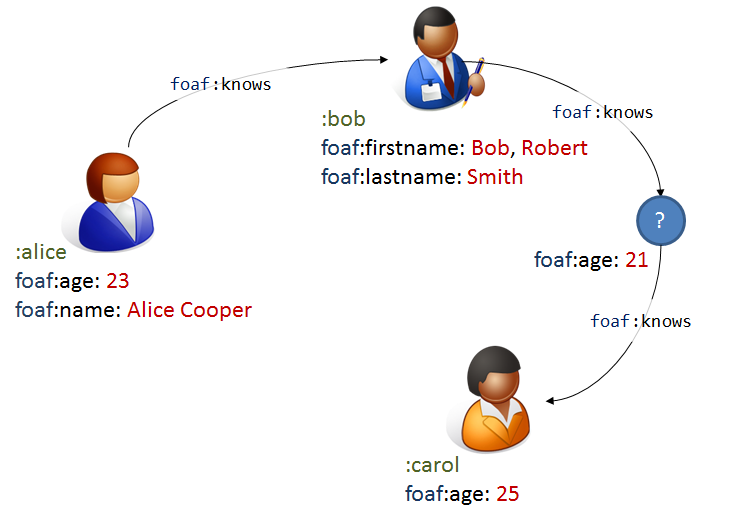 foaf:knows
:bob
foaf:firstname: Bob, Robert
foaf:lastname: Smith
foaf:knows
?
foaf:age: 21
:alice
foaf:age: 23
foaf:name: Alice Cooper
foaf:knows
:carol
foaf:age: 25